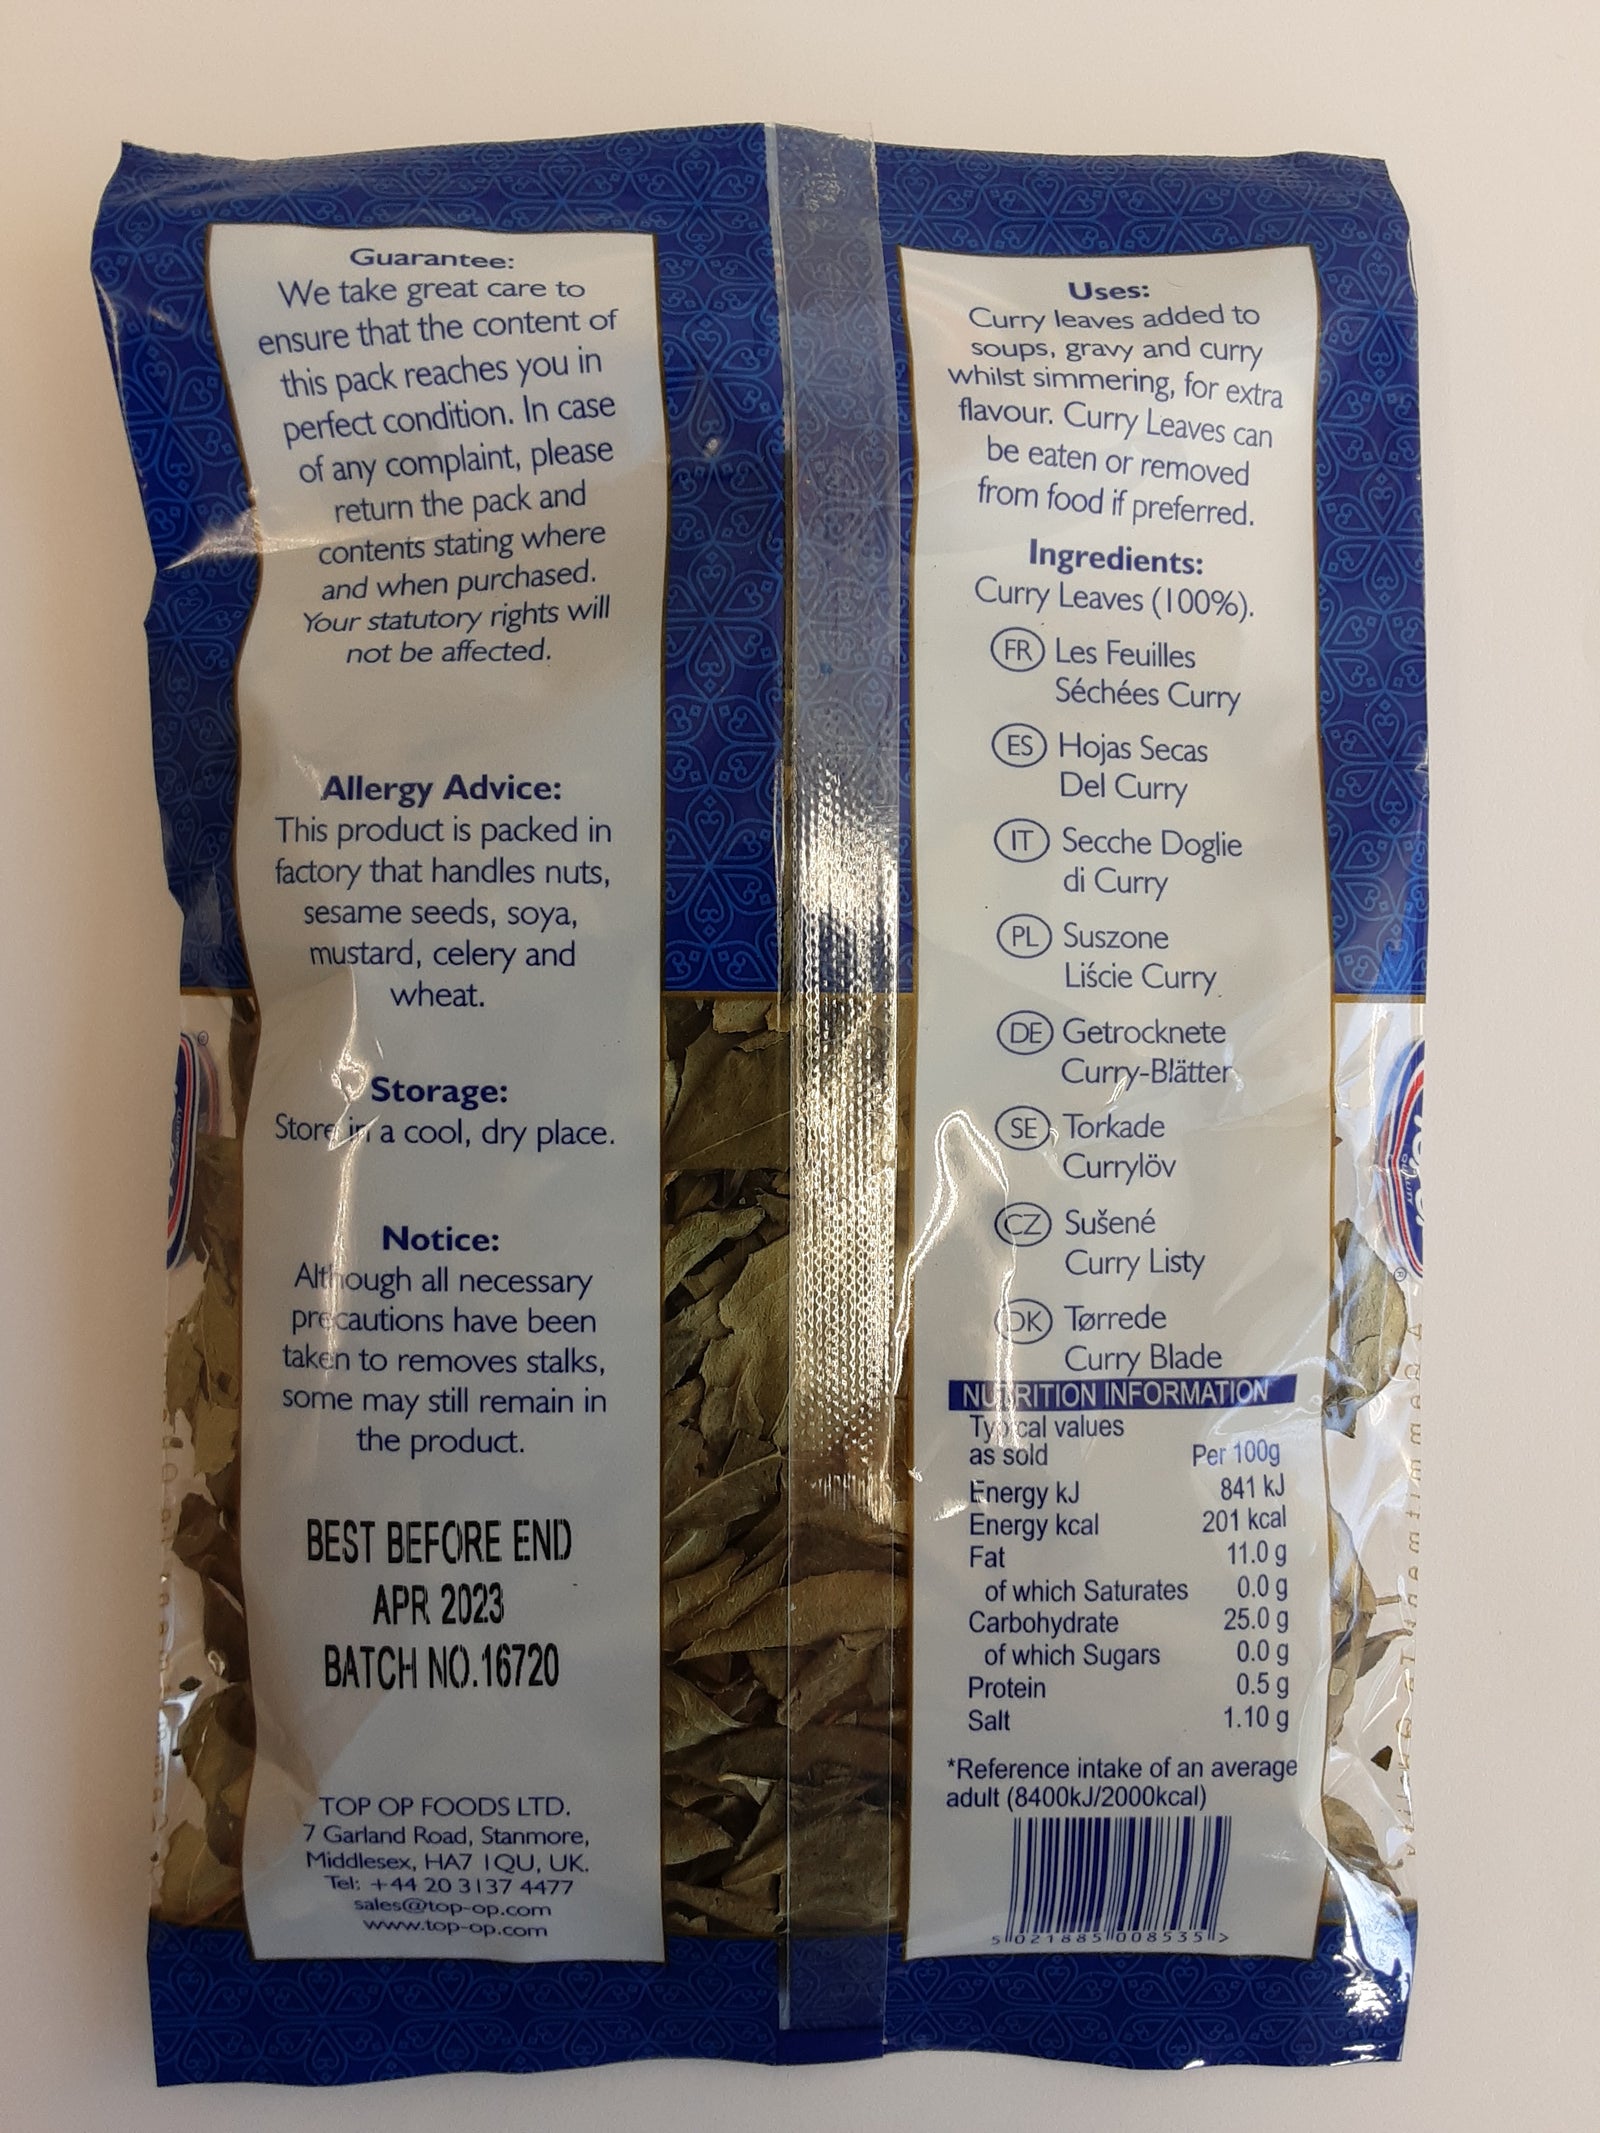 Guarantee:
We take great care to
ensure that the content of
this pack reaches you in
perfect condition. In case
of any complaint, please
return the pack and
contents stating where
and when purchased.
Your statutory rights will
not be affected.
Allergy Advice:
This product is packed in
factory that handles nuts,
sesame seeds, soya,
mustard, celery and
wheat.
Storage:
Store in a cool, dry place.
Notice:
Although all necessary
precautions have been
taken to removes stalks,
some may still remain in
the product.
BEST BEFORE END
APR 2023
BATCH NO.16720
TOP OP FOODS LTD.
7 Garland Road, Stanmore,
Middlesex, HA7 1QU, UK.
Tel: +44 20 3137 4477
sales@top-op.com
www.top-op.com
Uses:
Curry leaves added to
soups, gravy and curry
whilst simmering, for extra
flavour. Curry Leaves can
be eaten or removed
from food if preferred.
Ingredients:
Curry Leaves (100%).
FR Les Feuilles
Séchées Curry
ES Hojas Secas
Del Curry
IT Secche Doglie
di Curry
PL Suszone
Liście Curry
DE Getrocknete
Curry-Blätter
SE Torkade
Currylöv
CZ Sušené
Curry Listy
DK Tørrede
Curry Blade
NUTRITION INFORMATION
Typical values
as sold Per 100g
Energy kJ 841 kJ
Energy kcal 201 kcal
Fat 11.0 g
of which Saturates 0.0 g
Carbohydrate 25.0 g
of which Sugars 0.0 g
Protein 0.5 g
Salt 1.10 g
*Reference intake of an average
adult (8400kJ/2000kcal)
5 021885 008535 >